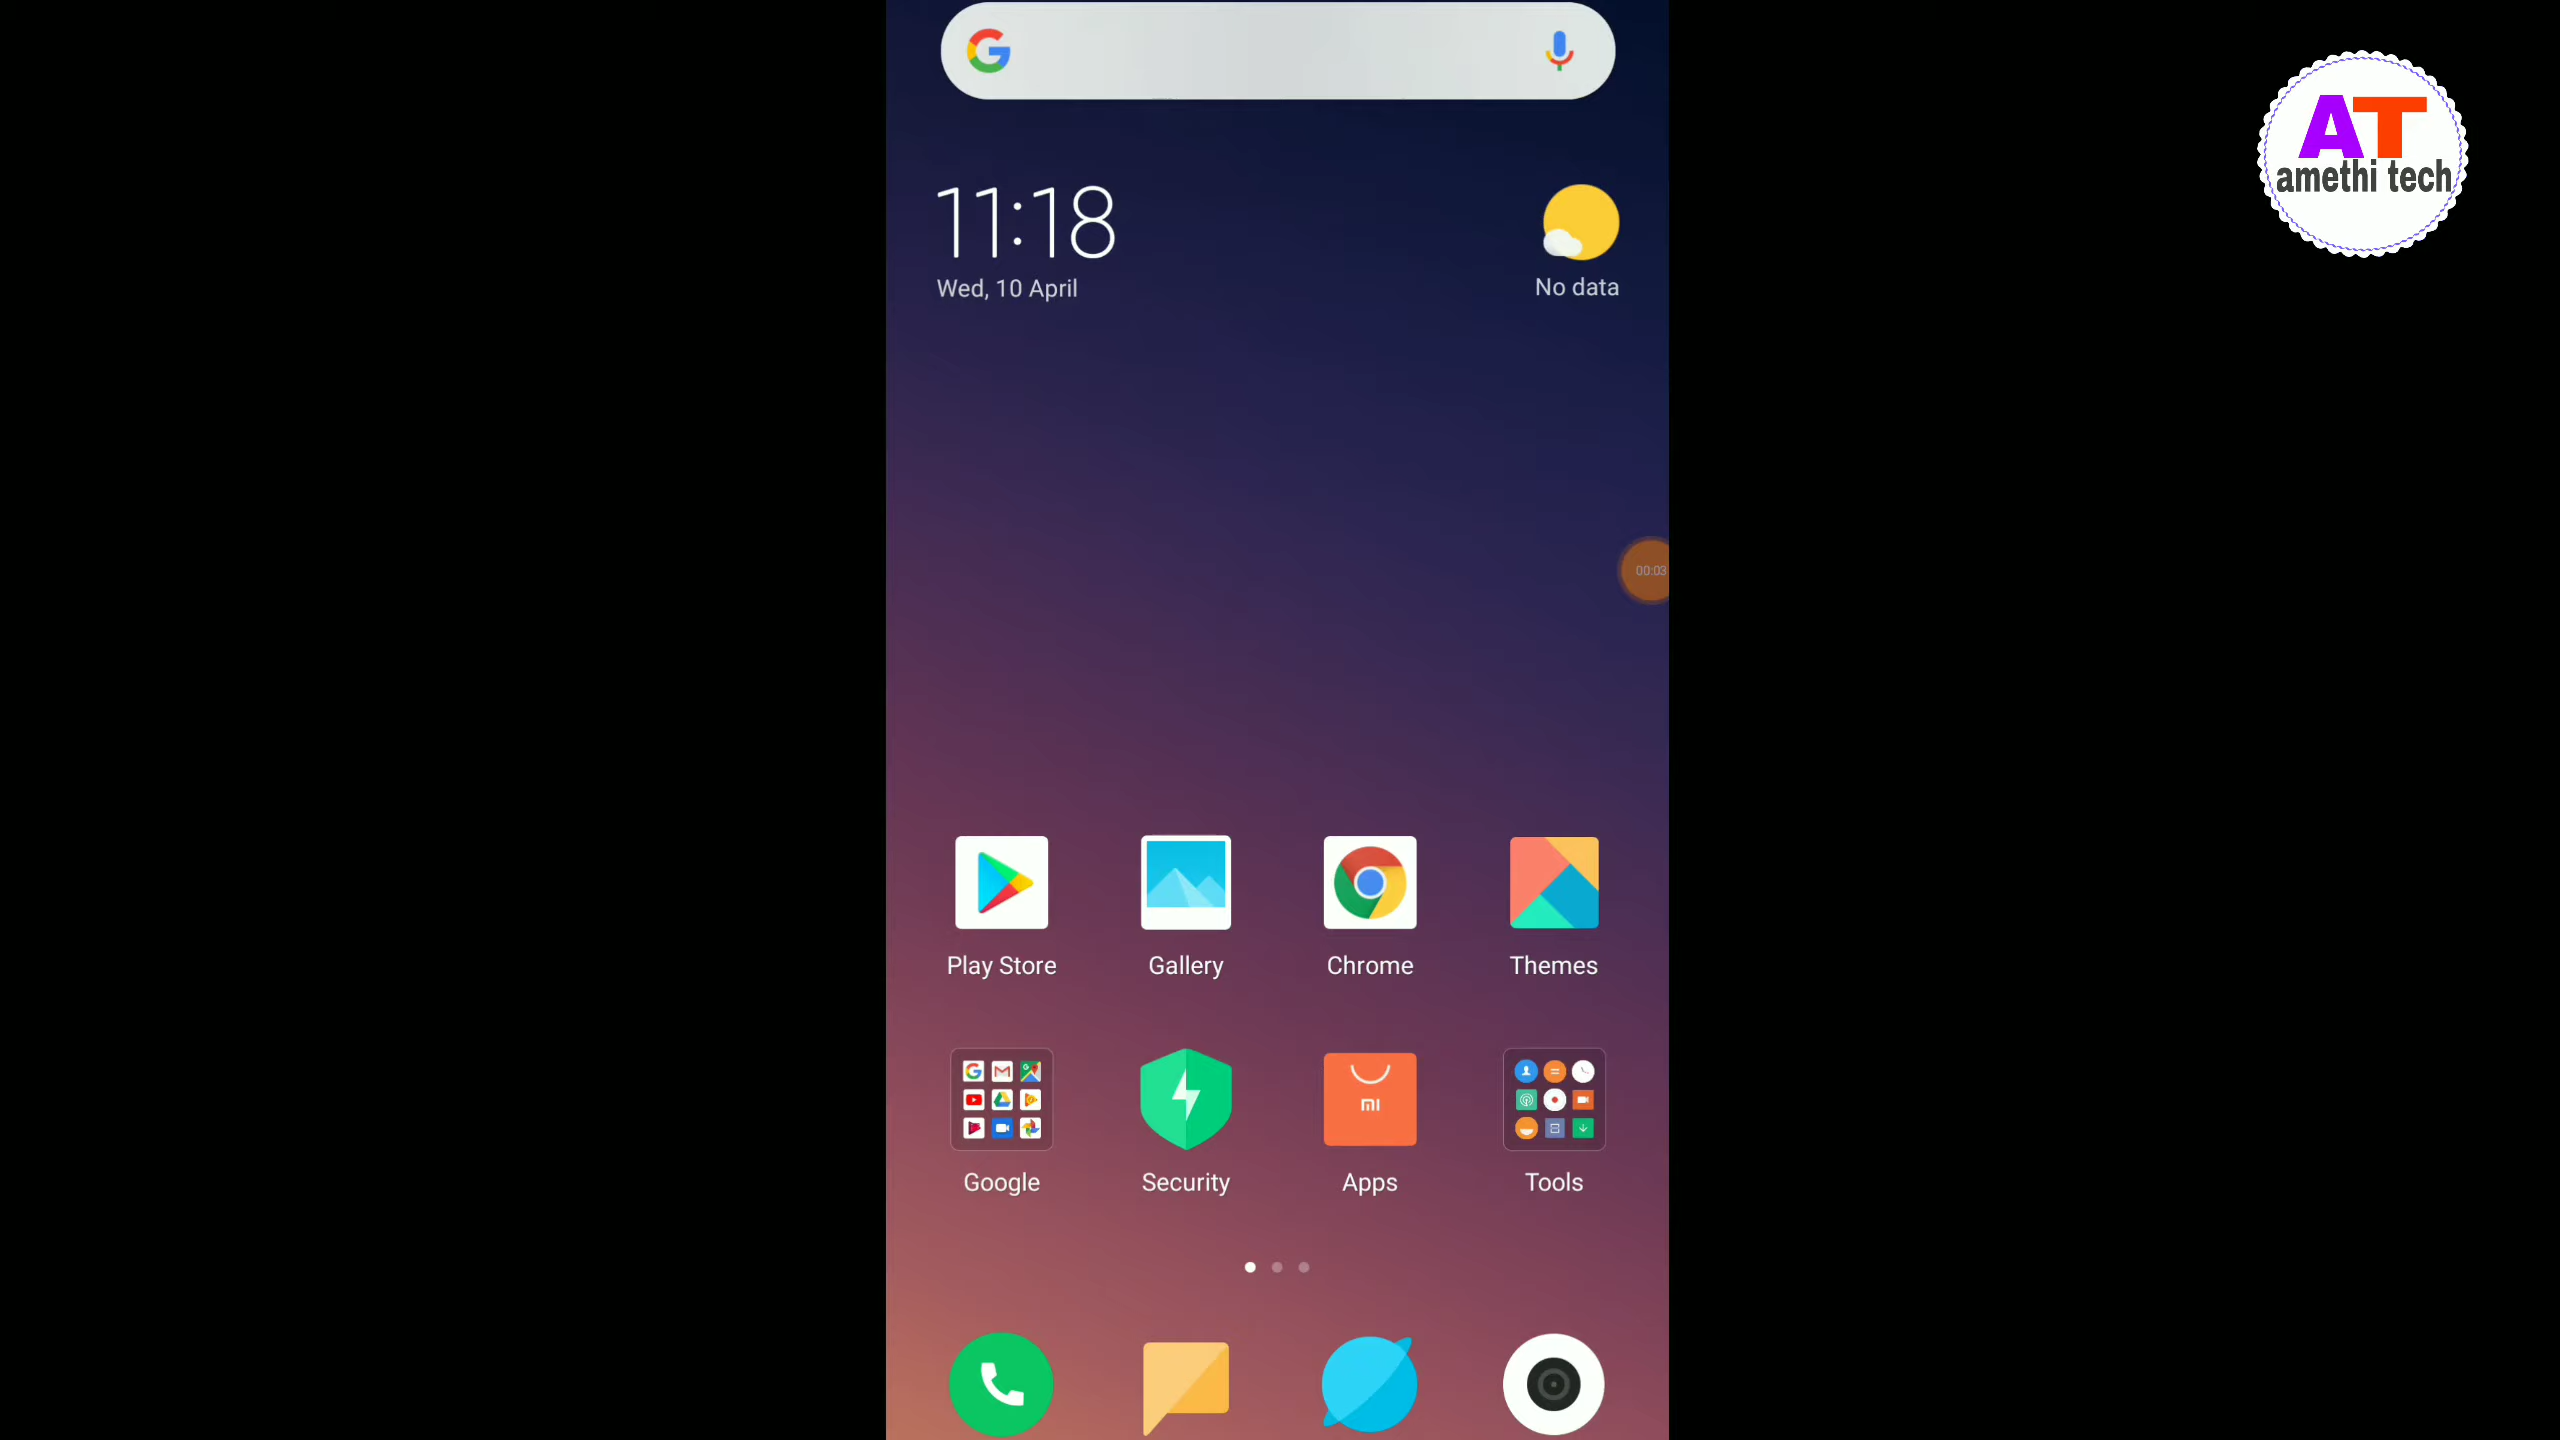 11:18
Wed, 10 April
No data
AT
amethi tech
00:03
Play Store
Gallery
Chrome
Themes
mi
Google
Security
Apps
Tools